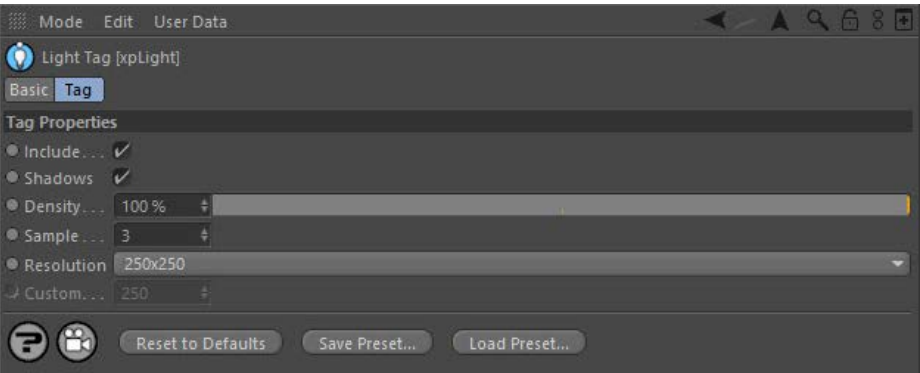 Mode Edit User Data
Light Tag [xpLight]
Basic Tag
Tag Properties
Include. . . 
Shadows
Density. . . 100 %
Sample . . . 3
Resolution 250x250
Custom. . . 250
Reset to Defaults Save Preset... Load Preset...